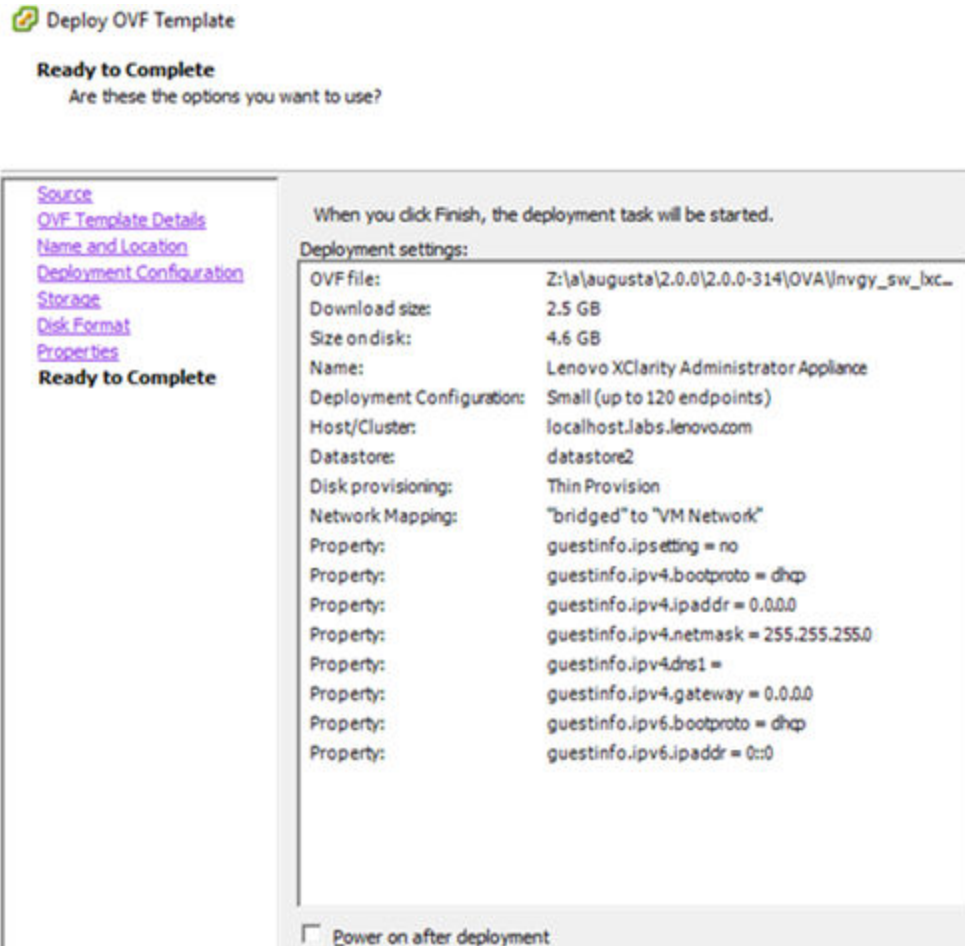 Deploy OVF Template
Ready to Complete
Are these the options you want to use?
Source
OVF Template Details
Name and Location
Deployment Configuration
Storage
Disk Format
Properties
Ready to Complete
When you click Finish, the deployment task will be started.
Deployment settings:
OVF file: Z:\a\augusta\2.0.0\2.0.0-314\OVA\lnvgy_sw_lxc...
Download size: 2.5 GB
Size on disk: 4.6 GB
Name: Lenovo XClarity Administrator Appliance
Deployment Configuration: Small (up to 120 endpoints)
Host/Cluster: localhost.labs.lenovo.com
Datastore: datastore2
Disk provisioning: Thin Provision
Network Mapping: "bridged" to "VM Network"
Property: guestinfo.ipsetting = no
Property: guestinfo.ipv4.bootproto = dhcp
Property: guestinfo.ipv4.ipaddr = 0.0.0.0
Property: guestinfo.ipv4.netmask = 255.255.255.0
Property: guestinfo.ipv4.dns1 =
Property: guestinfo.ipv4.gateway = 0.0.0.0
Property: guestinfo.ipv6.bootproto = dhcp
Property: guestinfo.ipv6.ipaddr = 0::0
Power on after deployment